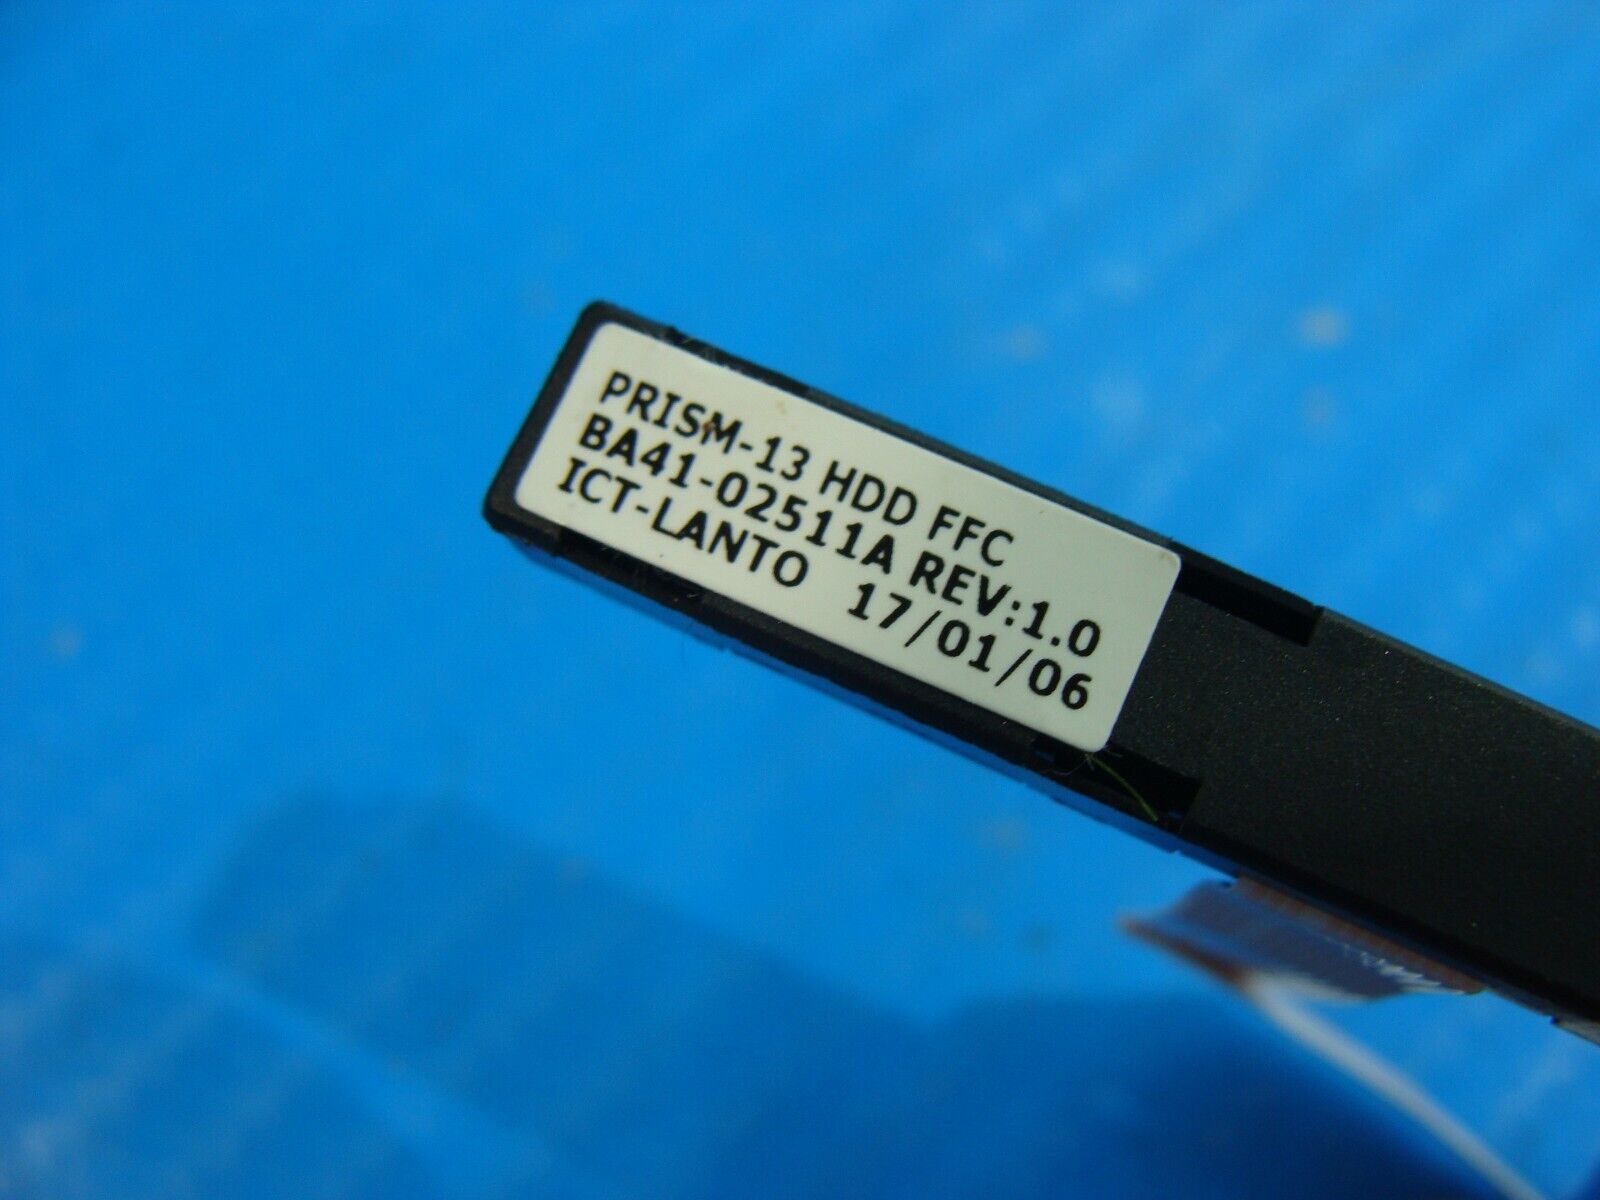 PRISM-13 HDD FFC
BA41-02511A REV:1.0
ICT-LANTO 17/01/06